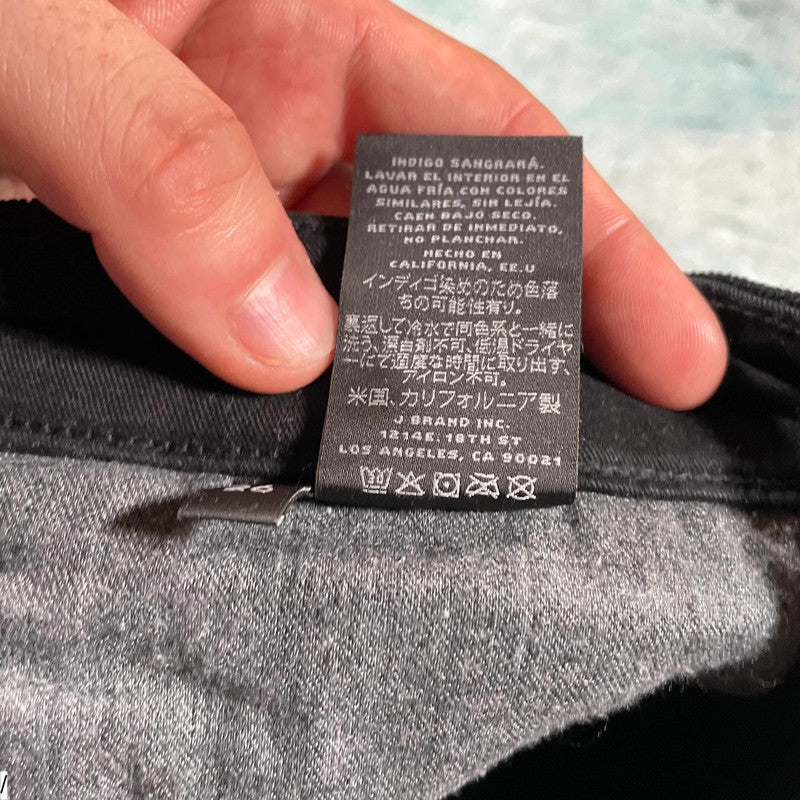 INDIGO SANGRARÁ.
LAVAR EL INTERIOR EN EL
AGUA FRÍA CON COLORES
SIMILARES, SIN LEJÍA.
CAEN BAJO SECO.
RETIRAR DE INMEDIATO,
NO PLANCHAR.
HECHO EN
CALIFORNIA, EE.U
インディゴ染めのため色落
ちの可能性有り。
裏返して冷水で同色系と一緒に
洗う、漂白剤不可、低温ドライヤ
ーにて適度な時間に取り出す、
アイロン不可。
米国、カリフォルニア製
J BRAND INC.
1214E. 18TH ST
LOS ANGELES, CA 90021
/